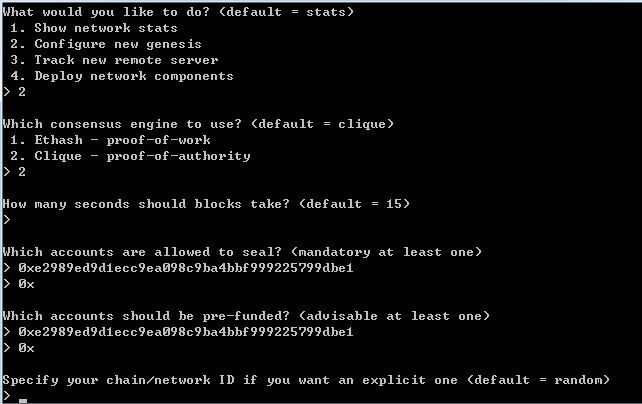 What would you like to do? (default = stats)
 1. Show network stats
 2. Configure new genesis
 3. Track new remote server
 4. Deploy network components
> 2
Which consensus engine to use? (default = clique)
 1. Ethash - proof-of-work
 2. Clique - proof-of-authority
> 2
How many seconds should blocks take? (default = 15)
>
Which accounts are allowed to seal? (mandatory at least one)
> 0xe2989ed9d1ecc9ea098c9ba4bbf999225799dbe1
> 0x
Which accounts should be pre-funded? (advisable at least one)
> 0xe2989ed9d1ecc9ea098c9ba4bbf999225799dbe1
> 0x
Specify your chain/network ID if you want an explicit one (default = random)
> _